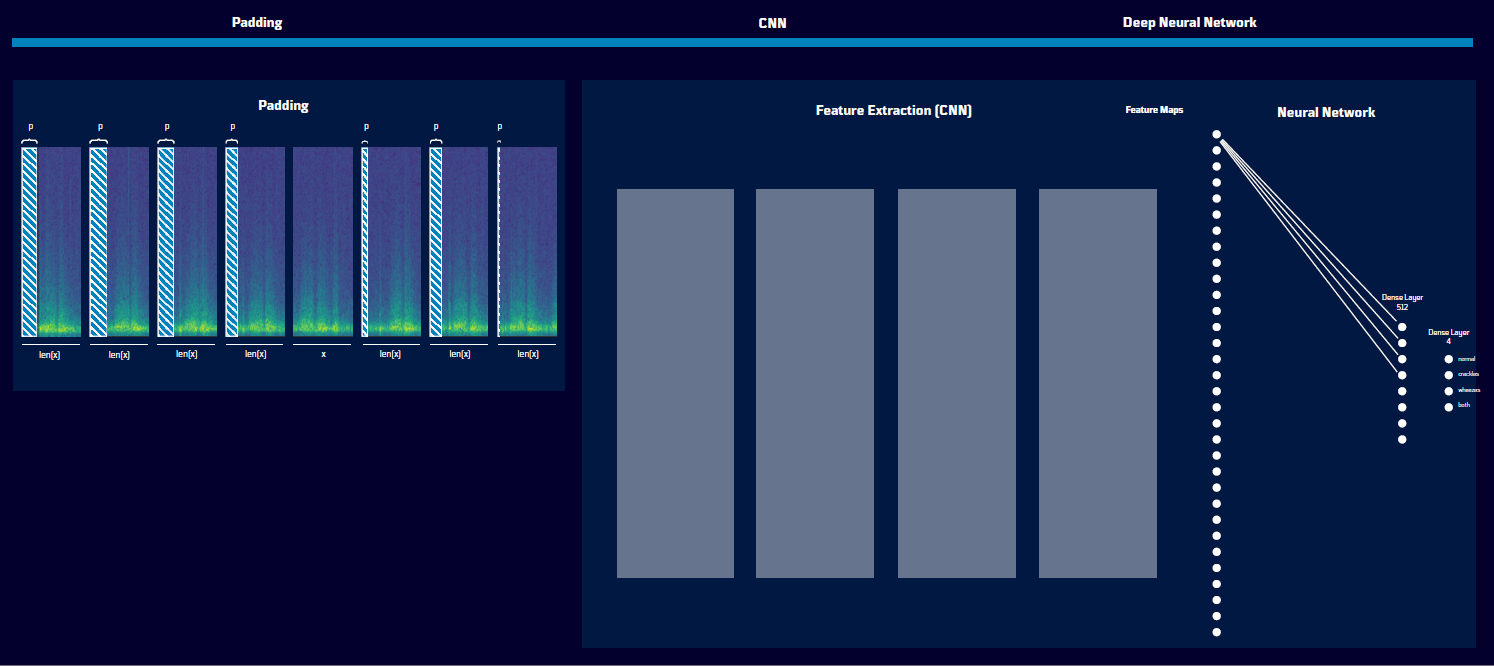 Padding
CNN
Deep Neural Network
Padding
p
p
p
p
p
p
p
len(x)
len(x)
len(x)
len(x)
x
len(x)
len(x)
len(x)
Feature Extraction (CNN)
Feature Maps
Neural Network
Dense Layer
512
Dense Layer
4
normal
crackles
wheezes
both